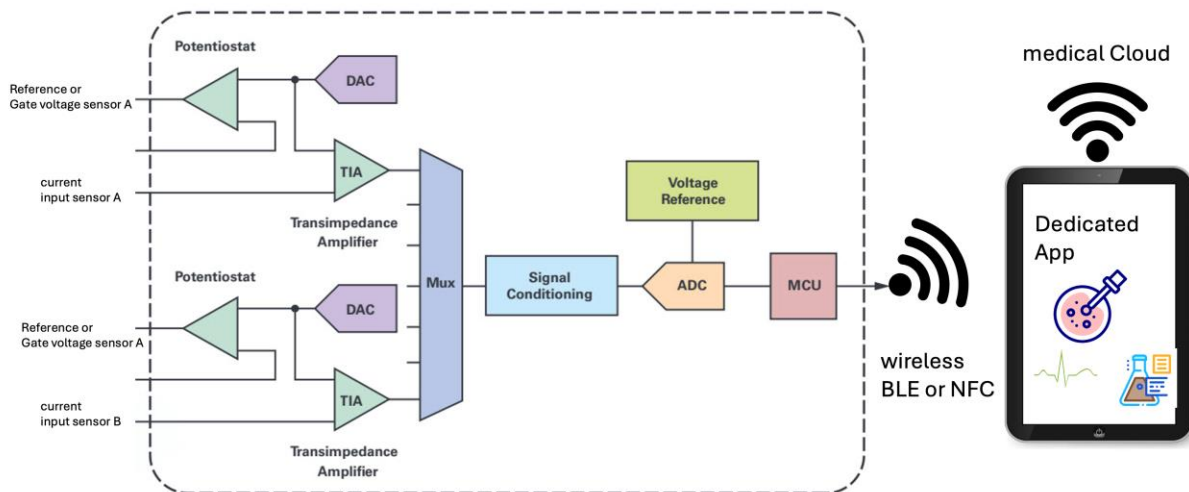 Potentiostat
DAC
Reference or
Gate voltage sensor A
TIA
current
input sensor A
Transimpedance
Amplifier
Potentiostat
DAC
Reference or
Gate voltage sensor A
TIA
current
input sensor B
Transimpedance
Amplifier
Mux
Signal
Conditioning
Voltage
Reference
ADC
MCU
wireless
BLE or NFC
medical Cloud
Dedicated
App